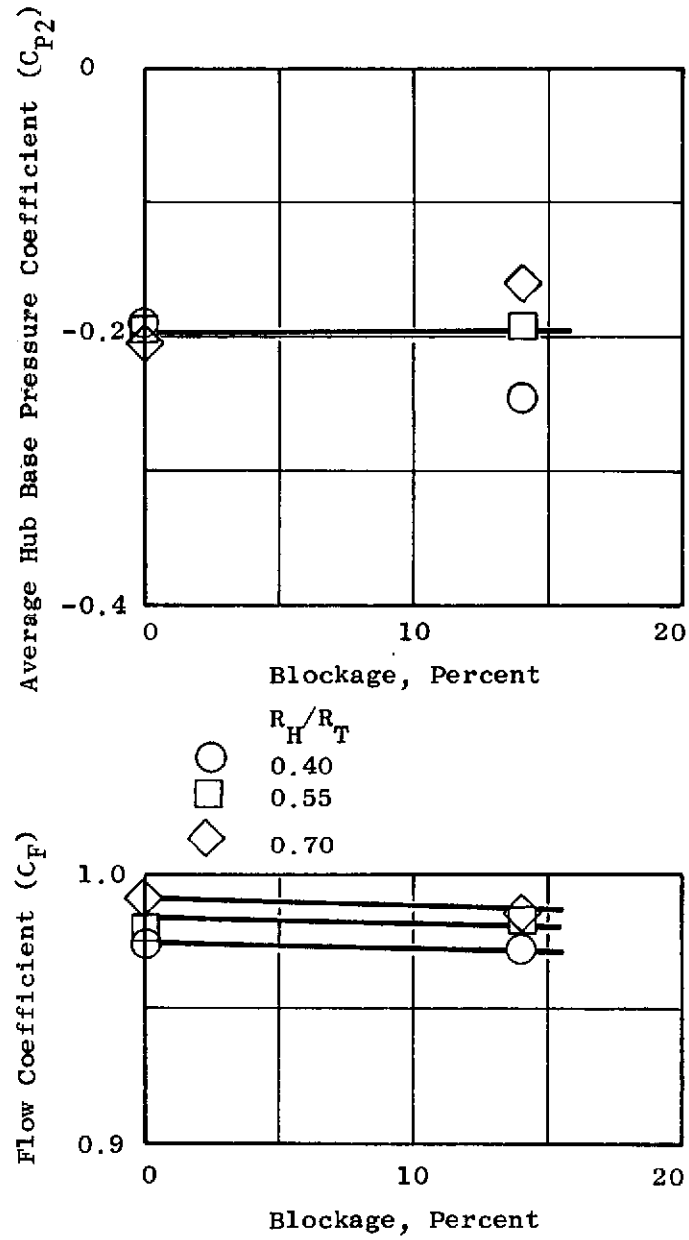 Average Hub Base Pressure Coefficient (C_P2)
0
-0.2
-0.4
0 10 20
Blockage, Percent
R_H/R_T
0.40
0.55
0.70
Flow Coefficient (C_F)
1.0
0.9
0 10 20
Blockage, Percent